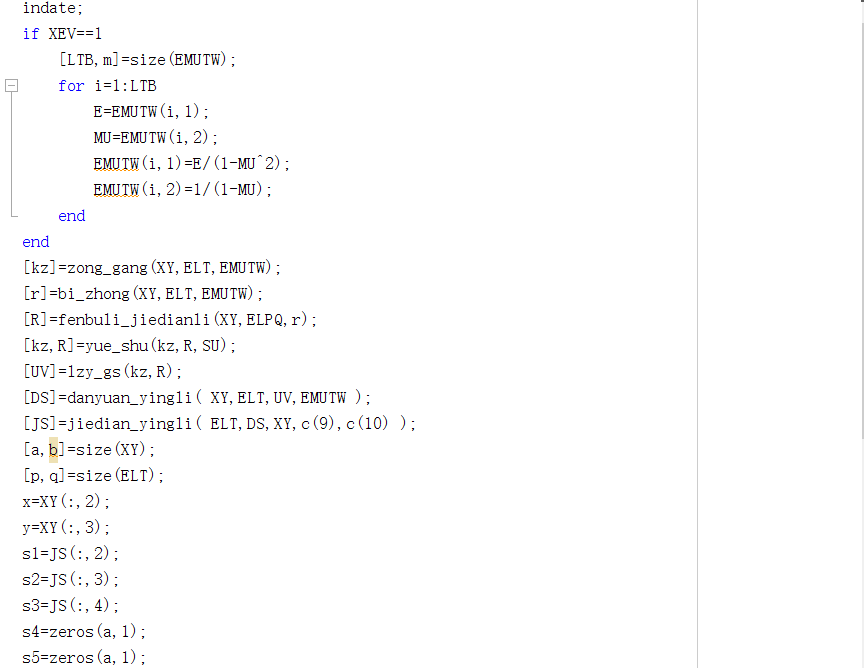 indate;
if XEV==1
[LTB,m]=size(EMUTW);
for i=1:LTB
E=EMUTW(i,1);
MU=EMUTW(i,2);
EMUTW(i,1)=E/(1-MU^2);
EMUTW(i,2)=1/(1-MU);
end
end
[kz]=zong_gang(XY,ELT,EMUTW);
[r]=bi_zhong(XY,ELT,EMUTW);
[R]=fenbuli_jiedianli(XY,ELPQ,r);
[kz,R]=yue_shu(kz,R,SU);
[UV]=lzy_gs(kz,R);
[DS]=danyuan_yingli( XY,ELT,UV,EMUTW );
[JS]=jiedian_yingli( ELT,DS,XY,c(9),c(10) );
[a,b]=size(XY);
[p,q]=size(ELT);
x=XY(:,2);
y=XY(:,3);
s1=JS(:,2);
s2=JS(:,3);
s3=JS(:,4);
s4=zeros(a,1);
s5=zeros(a,1);